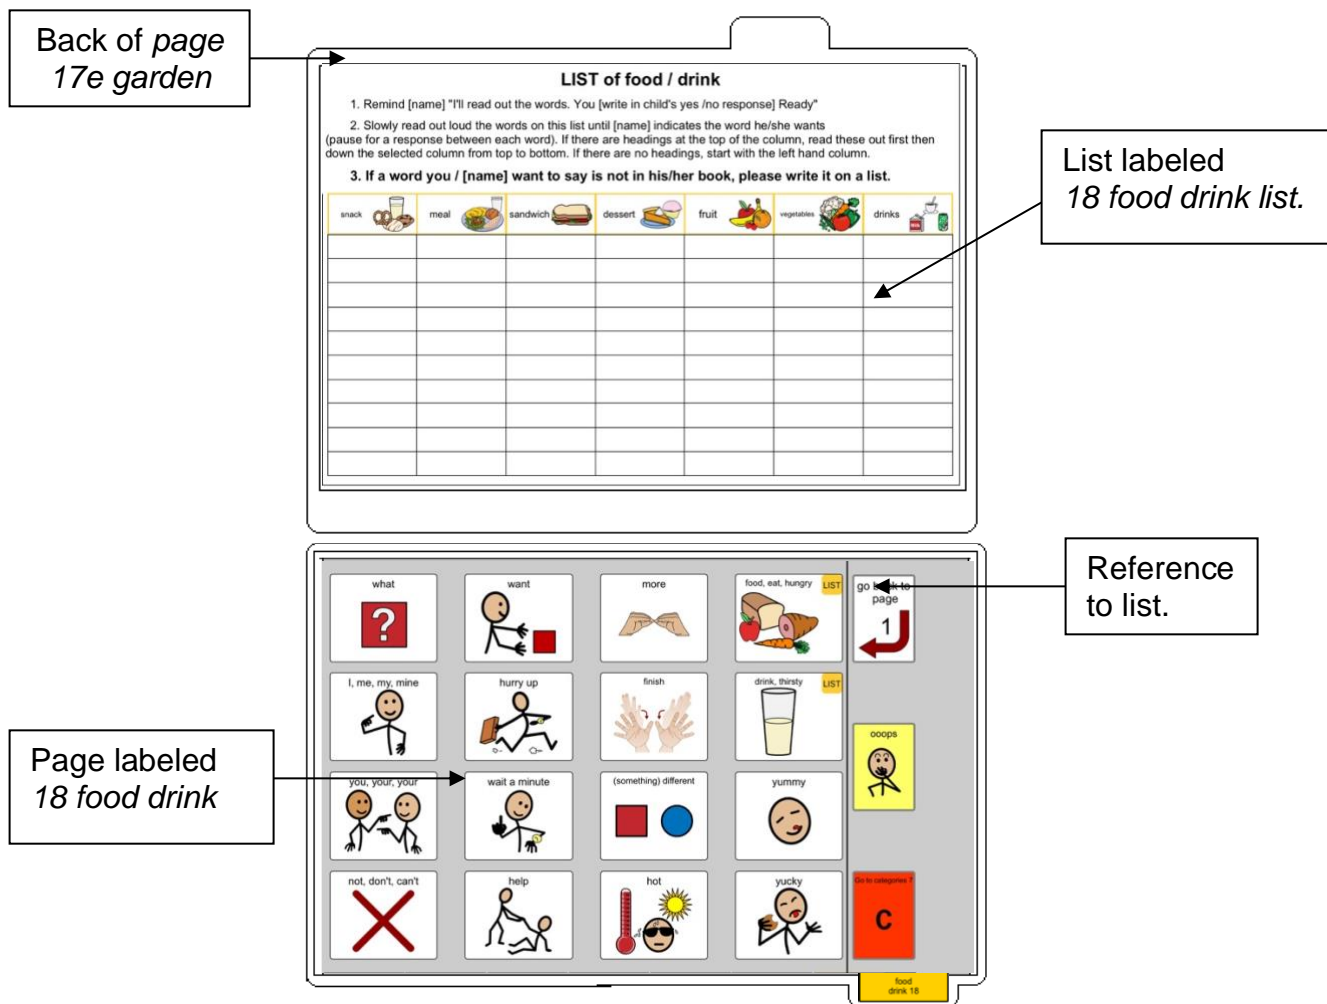 Back of page
17e garden
LIST of food / drink
1. Remind [name] "I'll read out the words. You [write in child's yes /no response] Ready"
2. Slowly read out loud the words on this list until [name] indicates the word he/she wants
(pause for a response between each word). If there are headings at the top of the column, read these out first then
down the selected column from top to bottom. If there are no headings, start with the left hand column.
3. If a word you / [name] want to say is not in his/her book, please write it on a list.
snack meal sandwich dessert fruit vegetables drinks
List labeled
18 food drink list.
what want more food, eat, hungry LIST go back to
page
1
Reference
to list.
I, me, my, mine hurry up finish drink, thirsty LIST
ooops
Page labeled
18 food drink
you, your, your wait a minute (something) different yummy
not, don't, can't help hot yucky Go to categories 7
C
food
drink 18